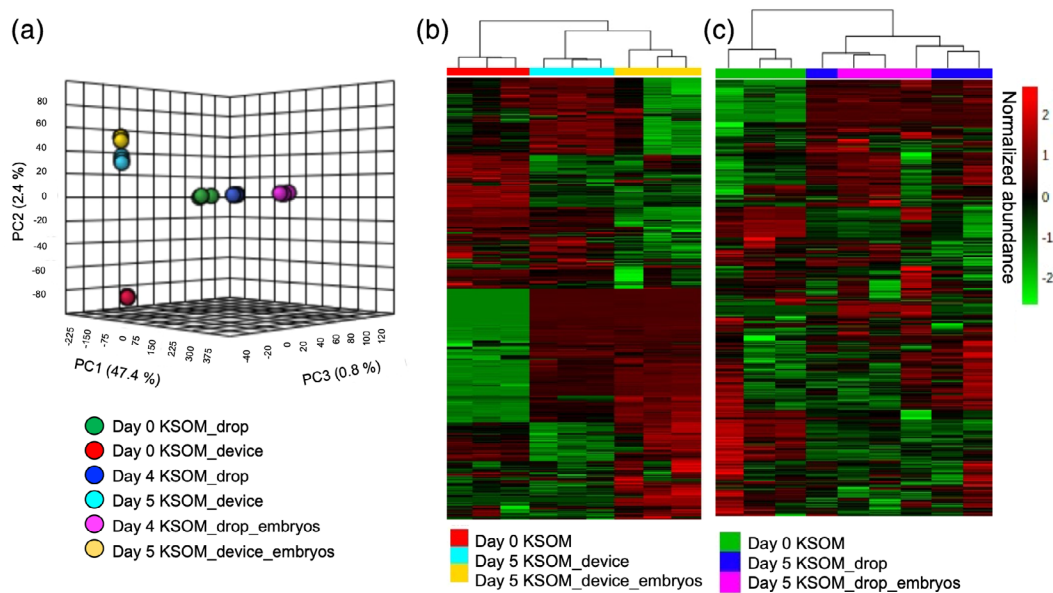 (a)
80
60
40
20
0
-20
-40
-60
-80
PC2 (2.4 %)
-225
-150
-75
0
75
150
225
300
375
PC1 (47.4 %)
-40
-20
0
20
40
60
80
100
120
PC3 (0.8 %)
Day 0 KSOM_drop
Day 0 KSOM_device
Day 4 KSOM_drop
Day 5 KSOM_device
Day 4 KSOM_drop_embryos
Day 5 KSOM_device_embryos
(b)
Day 0 KSOM
Day 5 KSOM_device
Day 5 KSOM_device_embryos
(c)
Day 0 KSOM
Day 5 KSOM_drop
Day 5 KSOM_drop_embryos
Normalized abundance
2
1
0
-1
-2